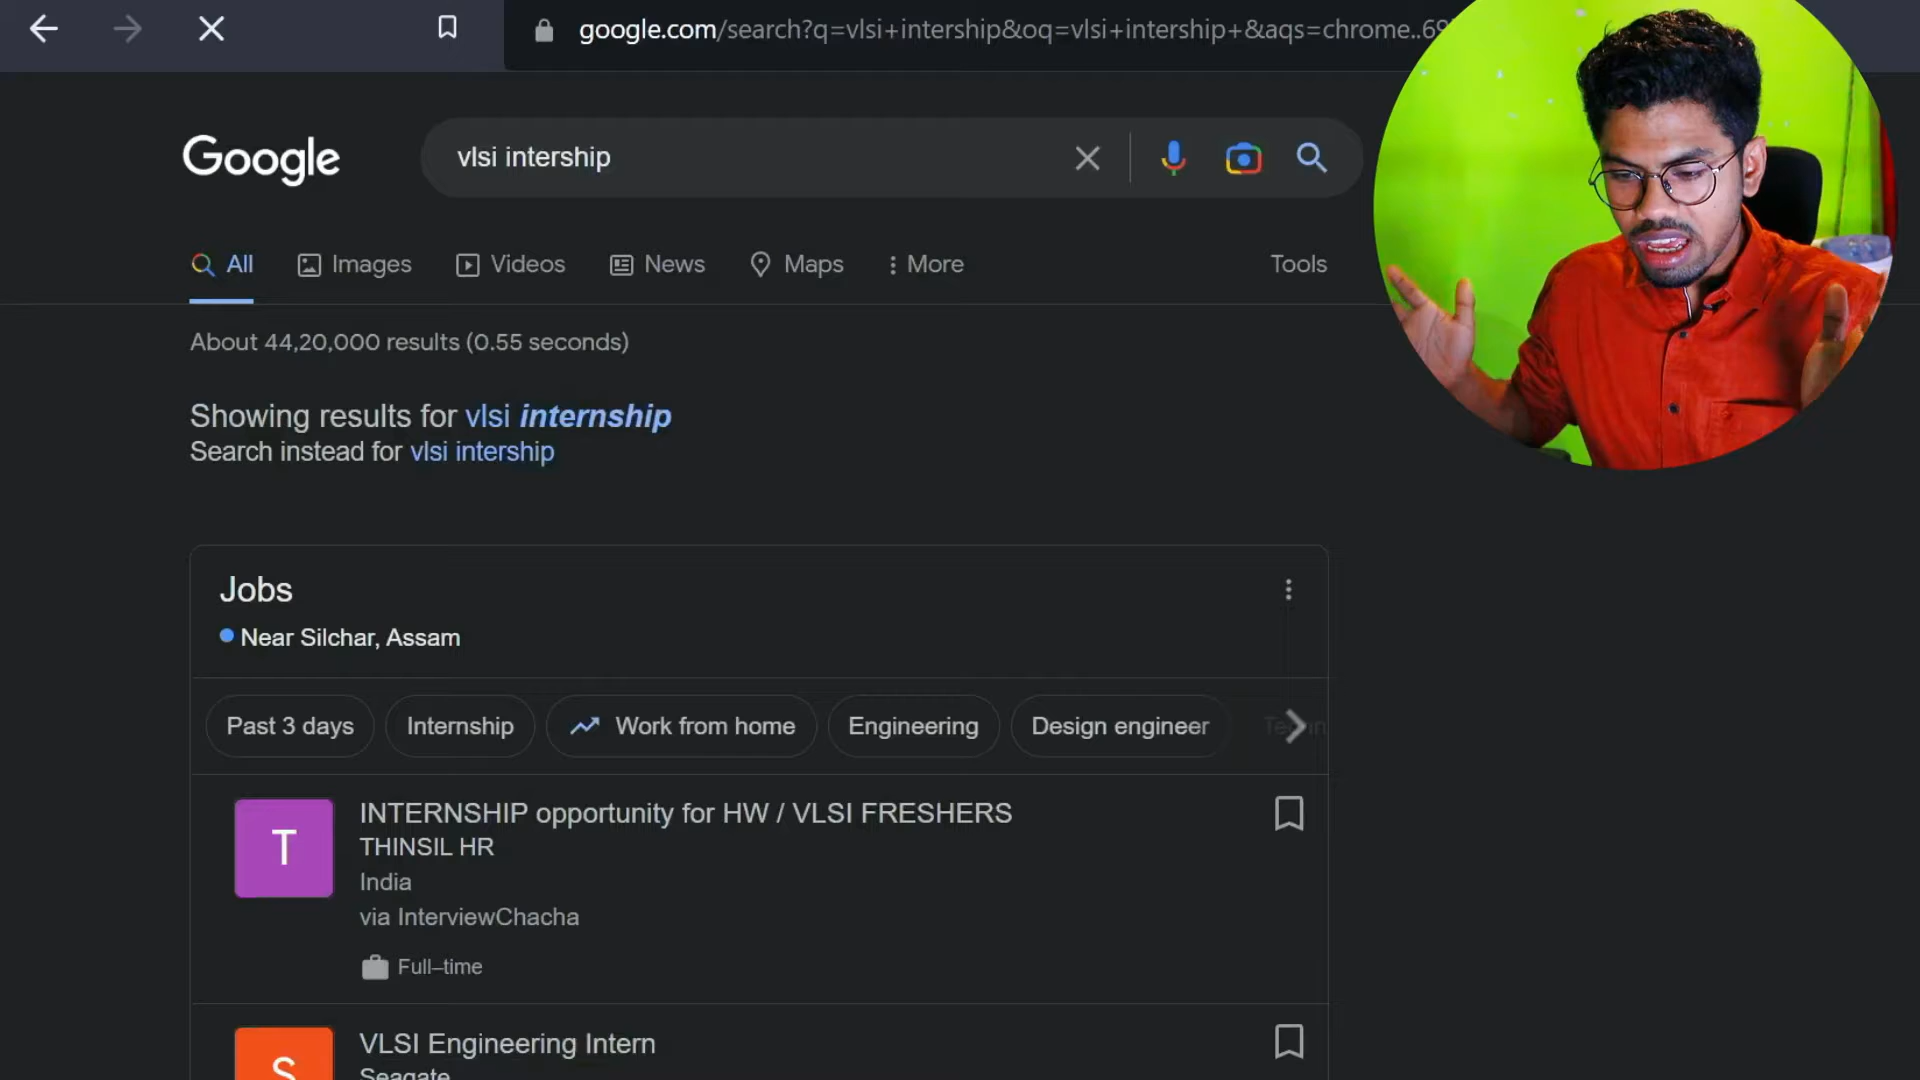 google.com/search?q=vlsi+intership&oq=vlsi+intership+&aqs=chrome..69
Google
vlsi intership
All
Images
Videos
News
Maps
More
Tools
About 44,20,000 results (0.55 seconds)
Showing results for vlsi internship
Search instead for vlsi intership
Jobs
Near Silchar, Assam
Past 3 days
Internship
Work from home
Engineering
Design engineer
T
INTERNSHIP opportunity for HW / VLSI FRESHERS
THINSIL HR
India
via InterviewChacha
Full–time
S
VLSI Engineering Intern
Seagate